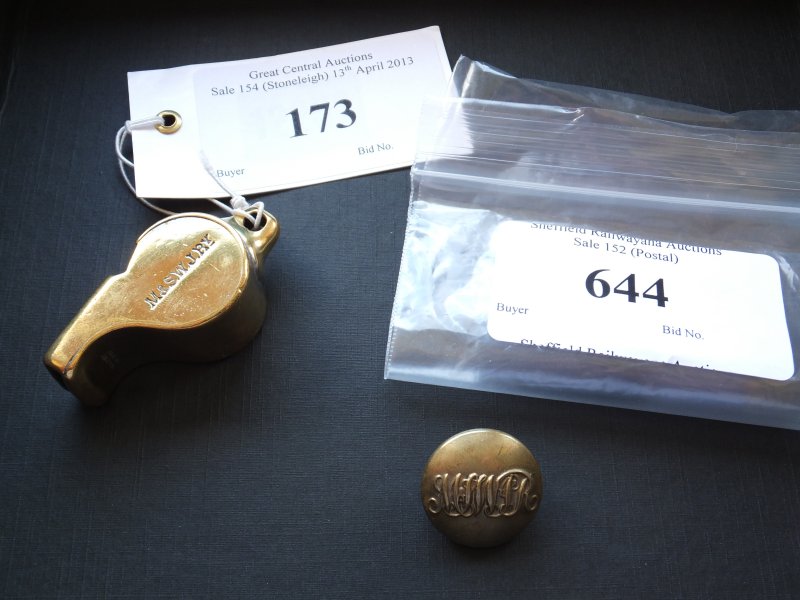 Great Central Auctions
Sale 154 (Stoneleigh) 13th April 2013
173
Bid No.
Buyer
M&SWJRY
Sheffield Railwayana Auctions
Sale 152 (Postal)
644
Buyer
Bid No.